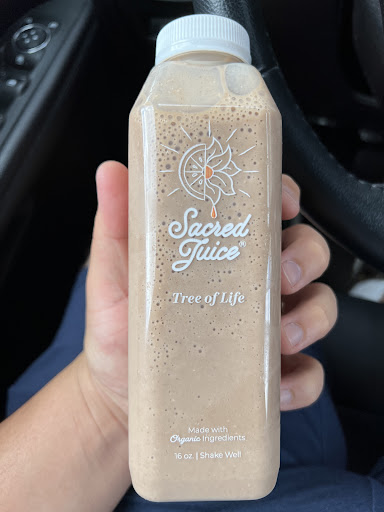 Sacred
Juice®
Tree of Life
Made with
Organic Ingredients
16 oz. | Shake Well